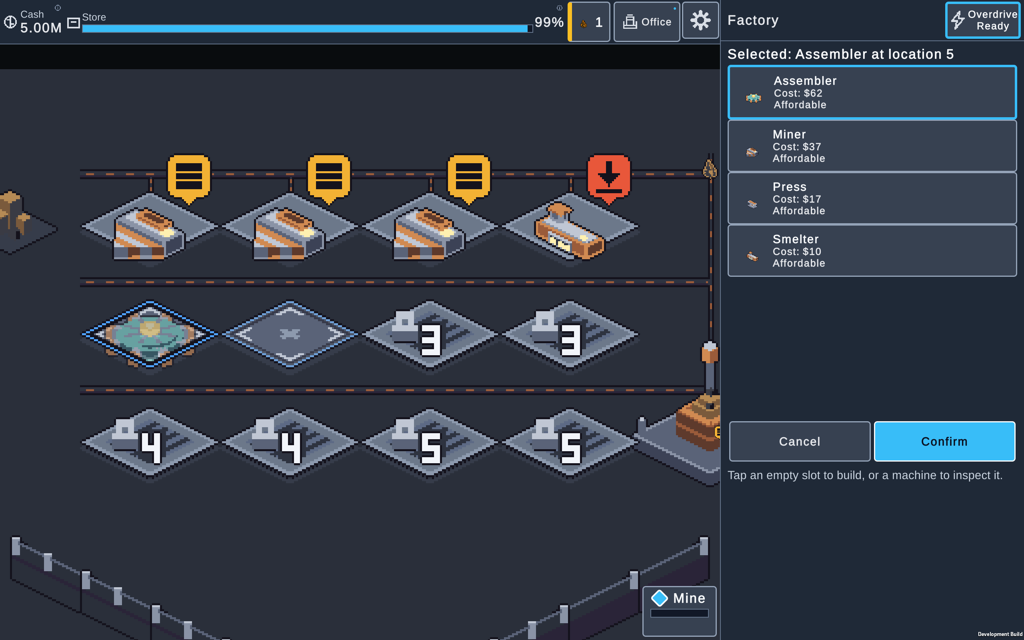 Cash
5.00M
Store
99%
1
Office
Factory
Overdrive
Ready
Selected: Assembler at location 5
Assembler
Cost: $62
Affordable
Miner
Cost: $37
Affordable
Press
Cost: $17
Affordable
Smelter
Cost: $10
Affordable
3
3
4
4
5
5
Cancel
Confirm
Tap an empty slot to build, or a machine to inspect it.
Mine
Development Build